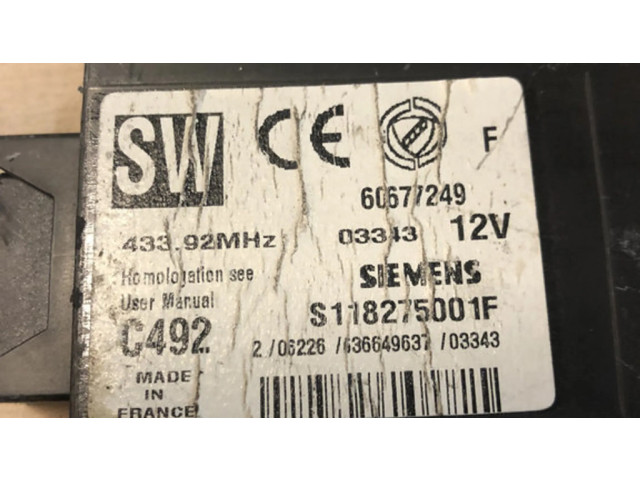 SW CE F
60677249
433.92MHz 03343 12V
Homologation see SIEMENS
User Manual S118275001F
C492 2/06226/636649637/03343
MADE
IN
FRANCE